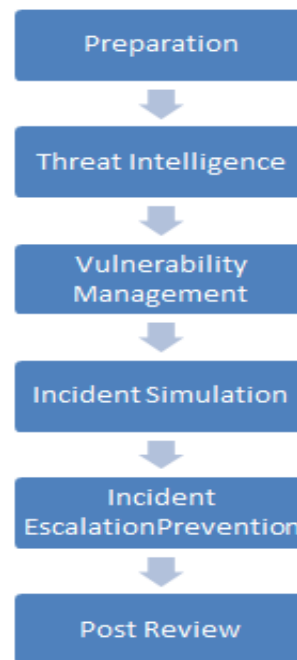 Preparation
Threat Intelligence
Vulnerability
Management
Incident Simulation
Incident
EscalationPrevention
Post Review